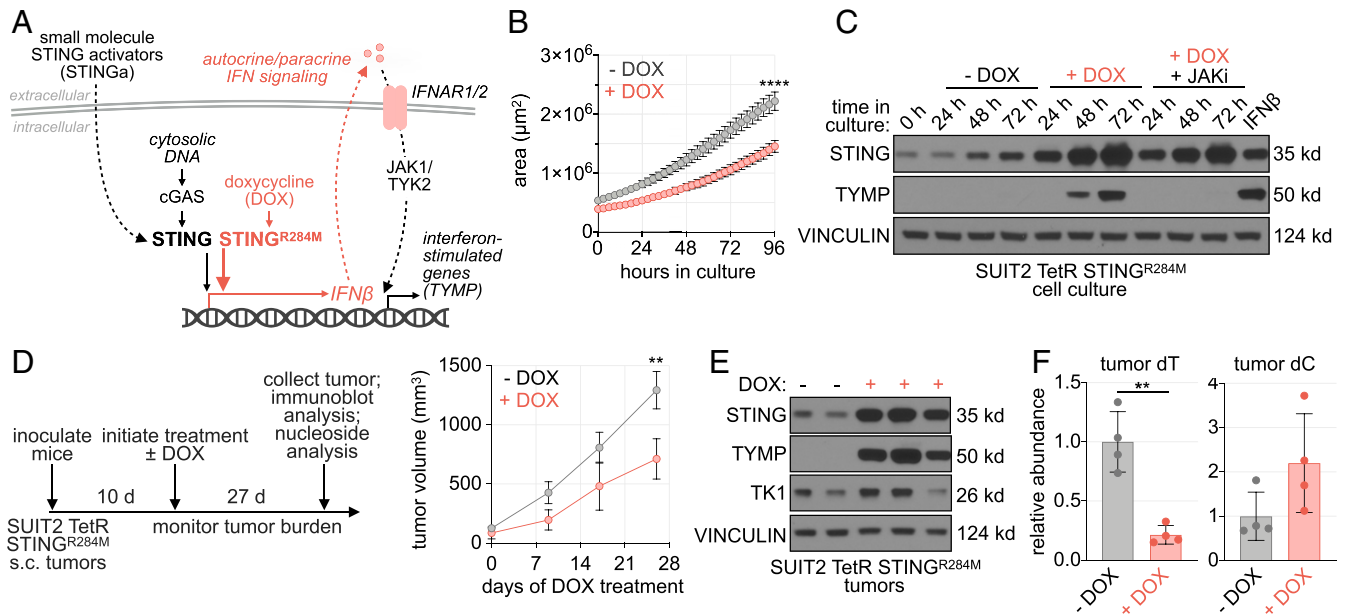 A
small molecule
STING activators
(STINGa)
autocrine/paracrine
IFN signaling
IFNAR1/2
extracellular
intracellular
cytosolic
DNA
cGAS
doxycycline
(DOX)
JAK1/
TYK2
STING STINGR284M
interferon-
stimulated
genes
(TYMP)
IFNβ
B
3×10⁶
2×10⁶
1×10⁶
0
area (µm²)
- DOX
+ DOX
****
0 24 48 72 96
hours in culture
C
+ DOX
- DOX + DOX + JAKi
time in
culture:
0 h 24 h 48 h 72 h 24 h 48 h 72 h 24 h 48 h 72 h IFNβ
STING 35 kd
TYMP 50 kd
VINCULIN 124 kd
SUIT2 TetR STINGR284M
cell culture
D
inoculate
mice
initiate treatment
± DOX
collect tumor;
immunoblot
analysis;
nucleoside
analysis
10 d 27 d
SUIT2 TetR
STINGR284M
s.c. tumors
monitor tumor burden
1500
1000
500
0
tumor volume (mm³)
- DOX
+ DOX
**
0 7 14 21 28
days of DOX treatment
E
DOX: - - + + +
STING 35 kd
TYMP 50 kd
TK1 26 kd
VINCULIN 124 kd
SUIT2 TetR STINGR284M
tumors
F
tumor dT
**
1.5
1.0
0.5
0.0
relative abundance
- DOX
+ DOX
tumor dC
4
3
2
1
0
- DOX
+ DOX